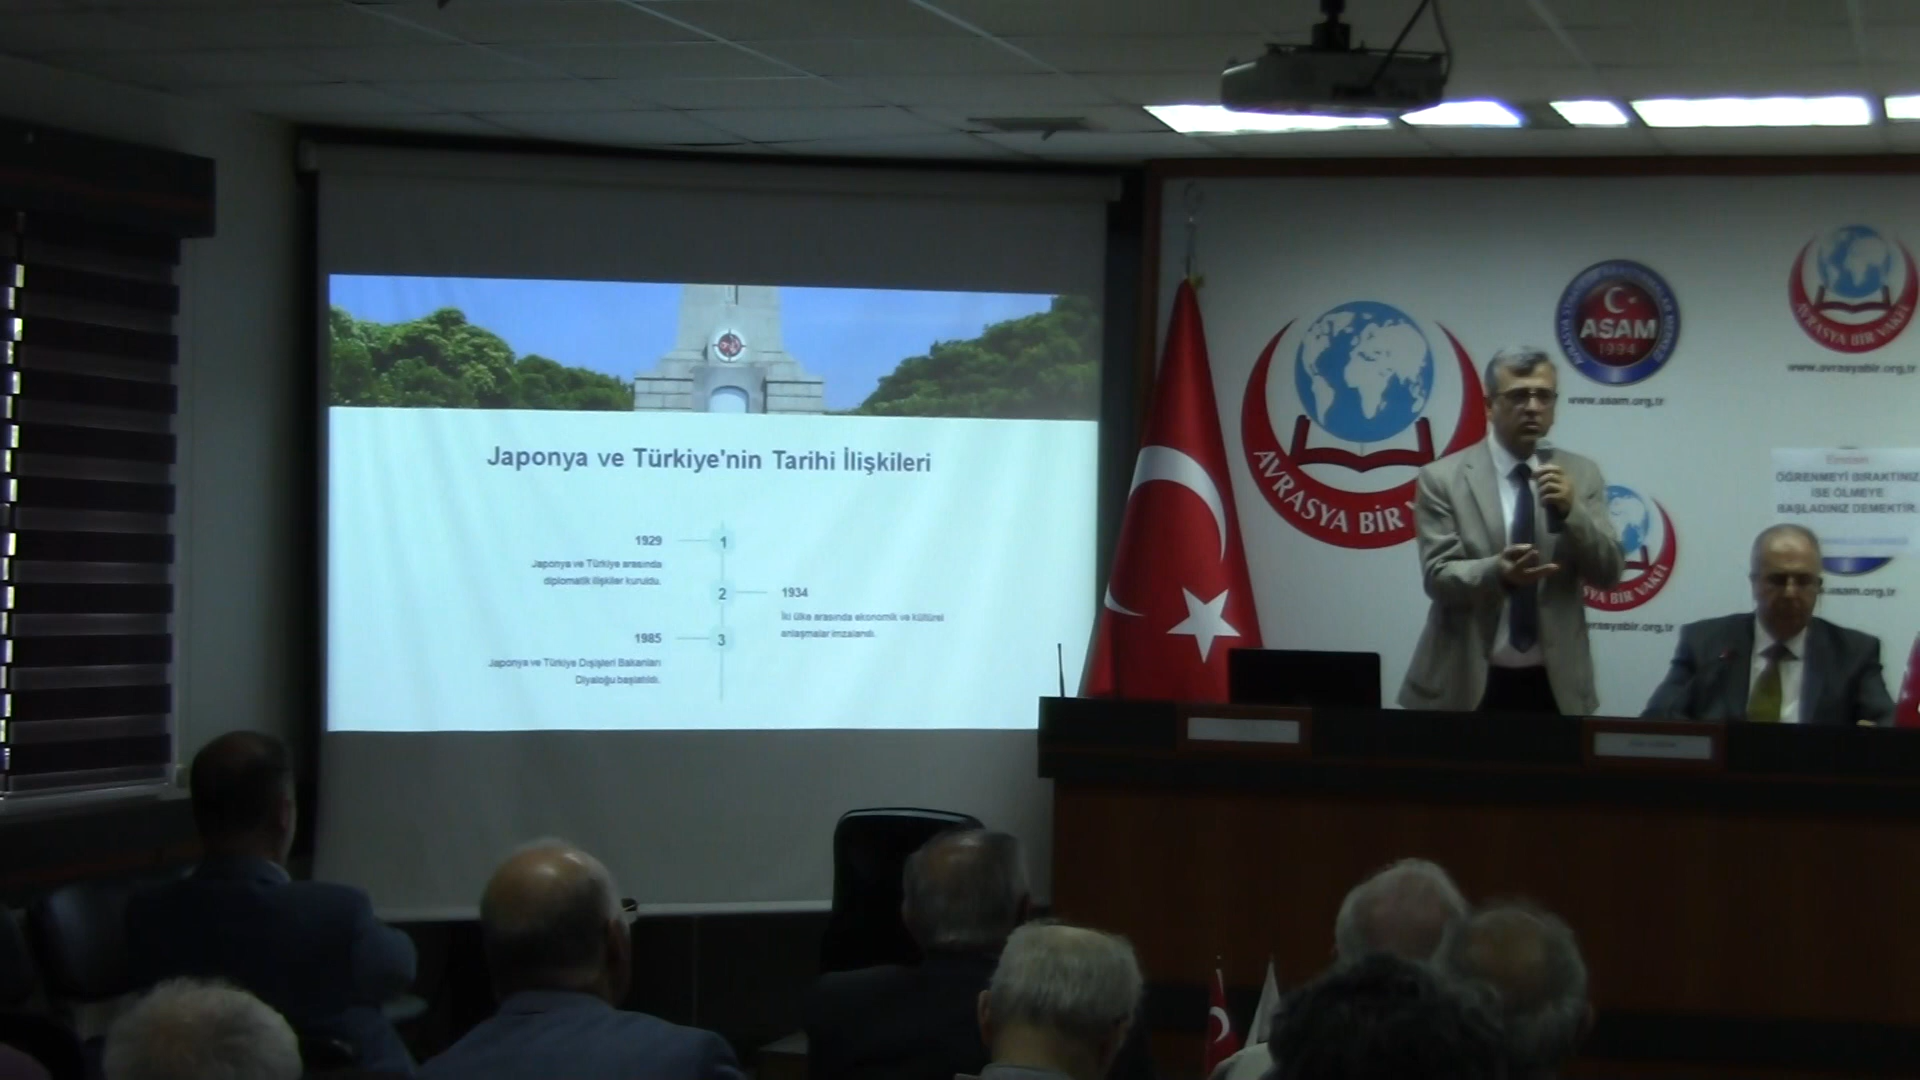 Japonya ve Türkiye'nin Tarihi İlişkileri
1929
1
Japonya ve Türkiye arasında
diplomatik ilişkiler kuruldu.
2
1934
İki ülke arasında ekonomik ve kültürel
anlaşmalar imzalandı.
1985
3
Japonya ve Türkiye Dışişleri Bakanları
Diyaloğu başlatıldı.
AVRASYA BİR
ASAM
1994
www.asam.org.tr
AVRASYA BİR VAKFI
www.avrasyabir.org.tr
ÖĞRENMEYİ BIRAKTINIZ
İSE ÖLMEYE
BAŞLADINIZ DEMEKTİR.
SYA BİR VAKFI
avrasyabir.org.tr
.asam.org.tr